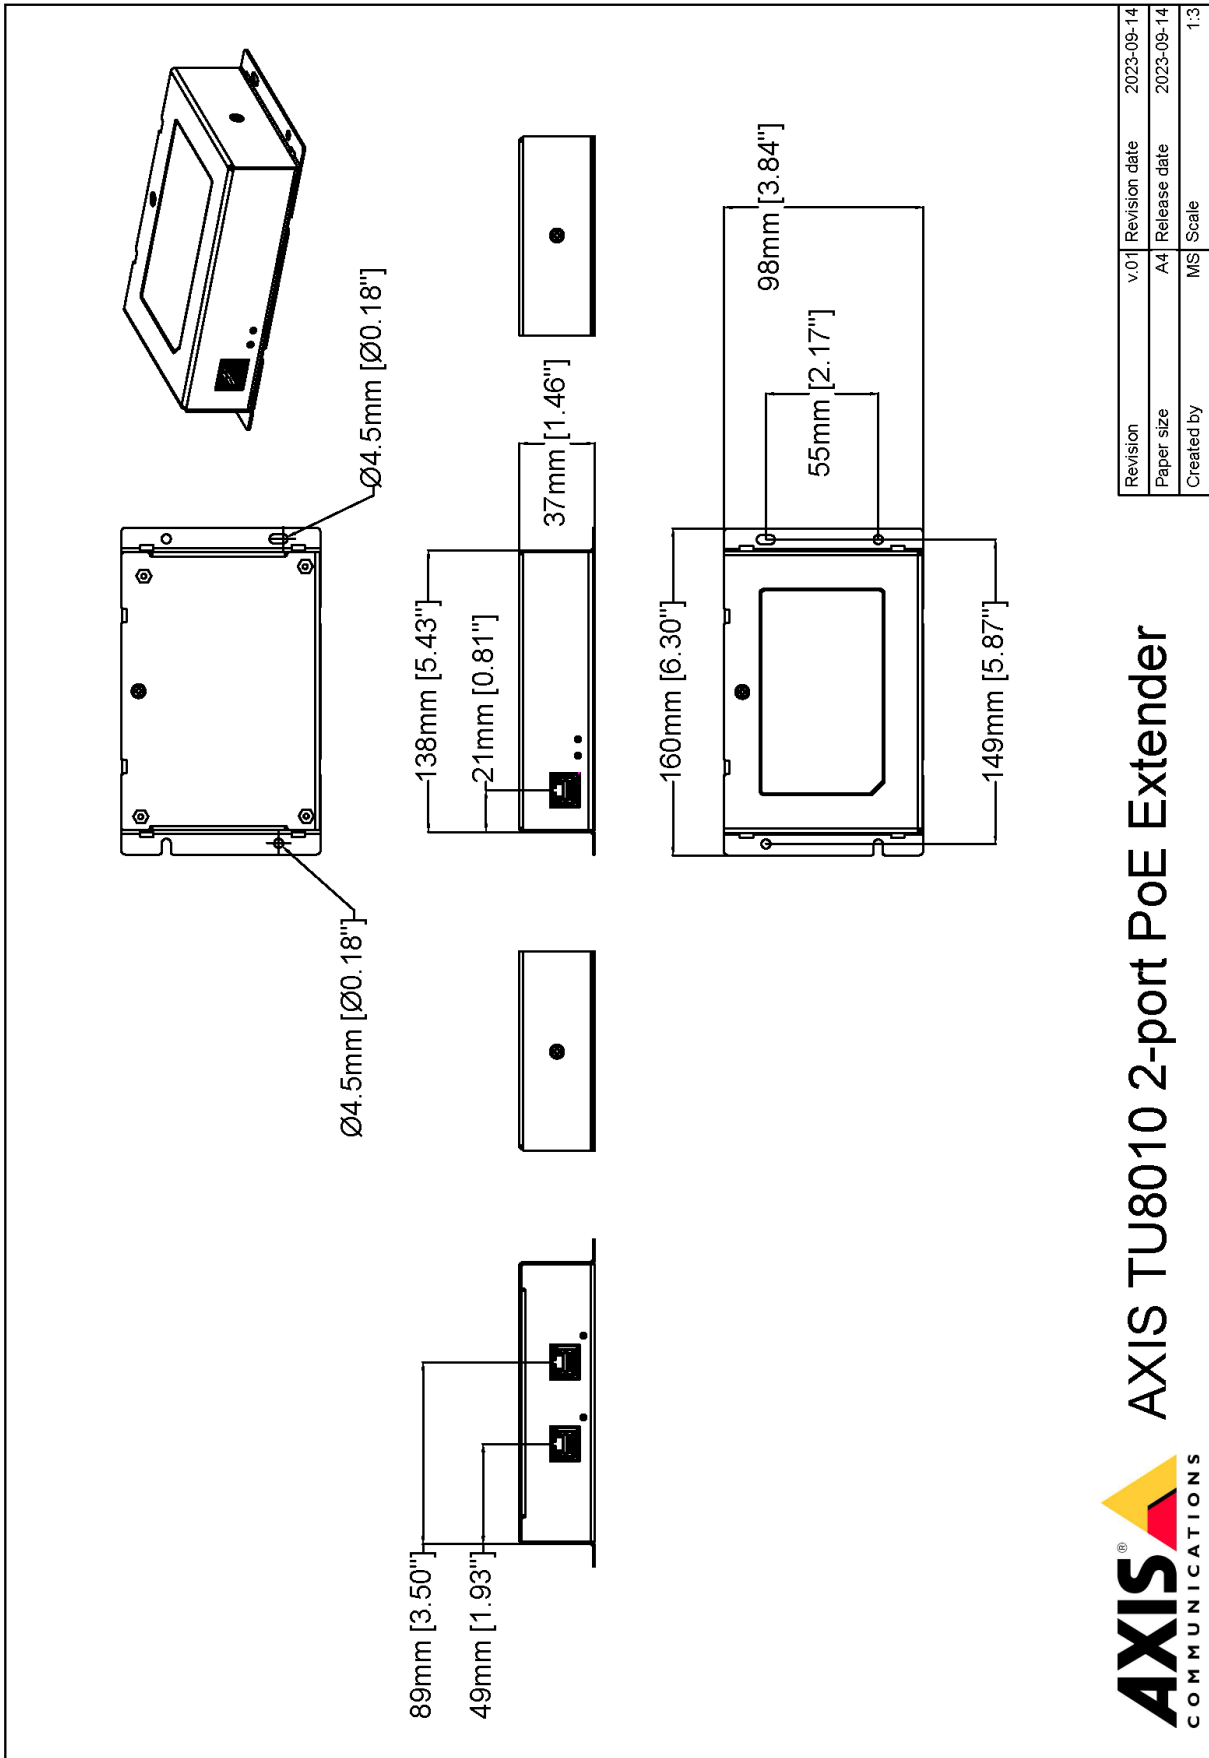 Ø4.5mm [Ø0.18"]
Ø4.5mm [Ø0.18"]
89mm [3.50"]
49mm [1.93"]
138mm [5.43"]
21mm [0.81"]
37mm [1.46"]
160mm [6.30"]
98mm [3.84"]
55mm [2.17"]
149mm [5.87"]
AXIS®
COMMUNICATIONS
AXIS TU8010 2-port PoE Extender
Revision v.01 Revision date 2023-09-14
Paper size A4 Release date 2023-09-14
Created by MS Scale 1:3